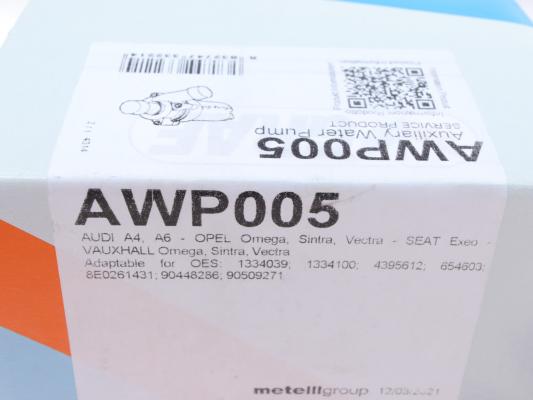 AWP005
Auxiliary Water Pump
SERVICE PRODUCT
AWP005
AUDI A4, A6 - OPEL Omega, Sintra, Vectra - SEAT Exeo -
VAUXHALL Omega, Sintra, Vectra
Adaptable for OES: 1334039; 1334100; 4395612; 654603;
8E0261431; 90448286; 90509271
metelligroup 12/03/2021